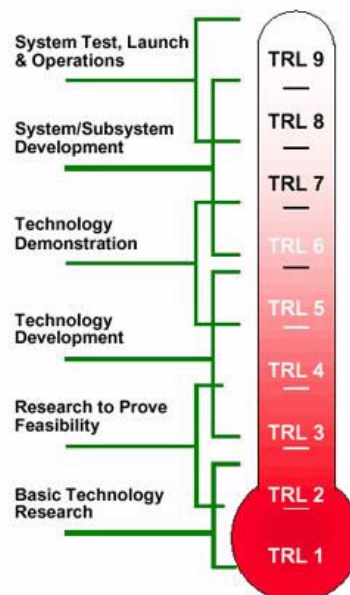 System Test, Launch
& Operations
System/Subsystem
Development
Technology
Demonstration
Technology
Development
Research to Prove
Feasibility
Basic Technology
Research
TRL 9
TRL 8
TRL 7
TRL 6
TRL 5
TRL 4
TRL 3
TRL 2
TRL 1